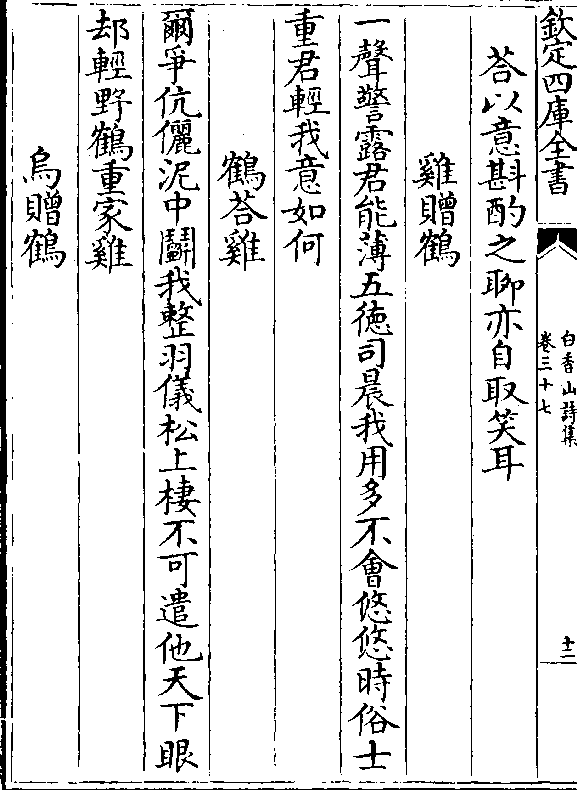 欽定四庫全書
白香山詩集
卷三十七
十二
荅以意斟酌之聊亦自取笑耳
雞贈鶴
一聲警露君能薄五德司晨我用多不會悠悠時俗士
重君輕我意如何
鶴荅雞
爾爭伉儷泥中鬭我整羽儀松上棲不可遣他天下眼
却輕野鶴重家雞
烏贈鶴